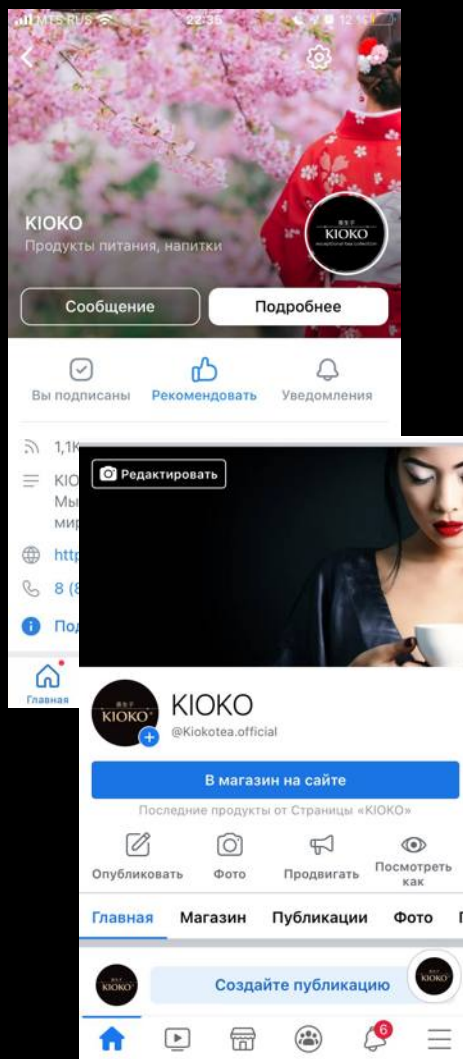 MTS RUS
22:35
12 %
KIOKO
Продукты питания, напитки
KIOKO
Сообщение
Подробнее
Вы подписаны
Рекомендовать
Уведомления
1,1K
KIO
Мы
мир
http
8 (8
Под
Главная
Редактировать
KIOKO
KIOKO
@Kiokotea.official
В магазин на сайте
Последние продукты от Страницы «KIOKO»
Опубликовать
Фото
Продвигать
Посмотреть
как
Главная
Магазин
Публикации
Фото
KIOKO
Создайте публикацию
KIOKO
6